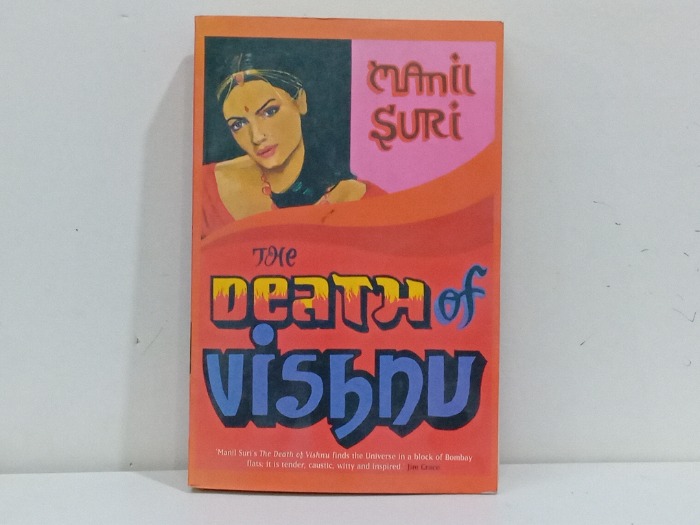 Manil
Suri
The
Death of
Vishnu
'Manil Suri's The Death of Vishnu finds the Universe in a block of Bombay
flats; it is tender, caustic, witty and inspired.' Jim Crace